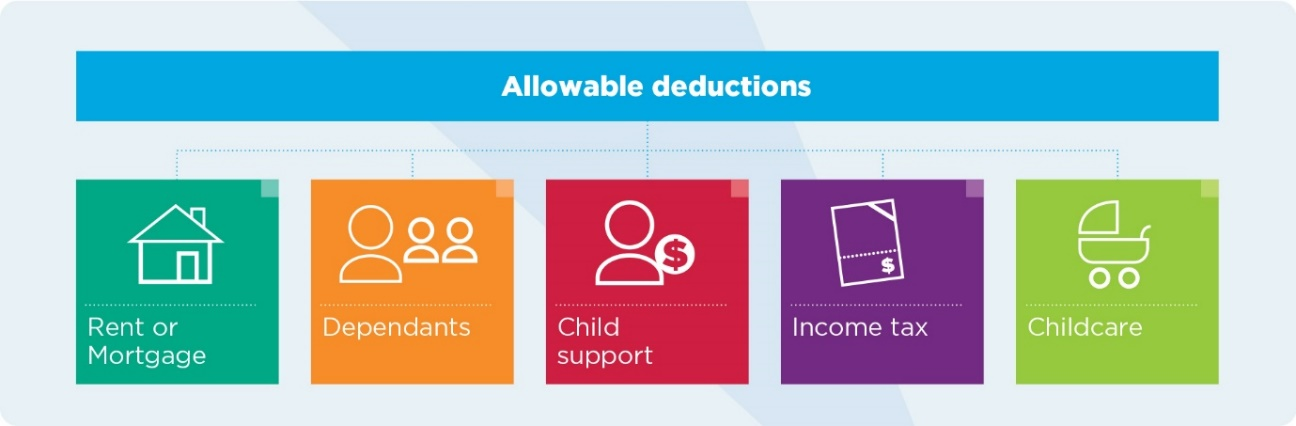 Allowable deductions
Rent or
Mortgage
Dependants
Child
support
$
Income tax
$
Childcare